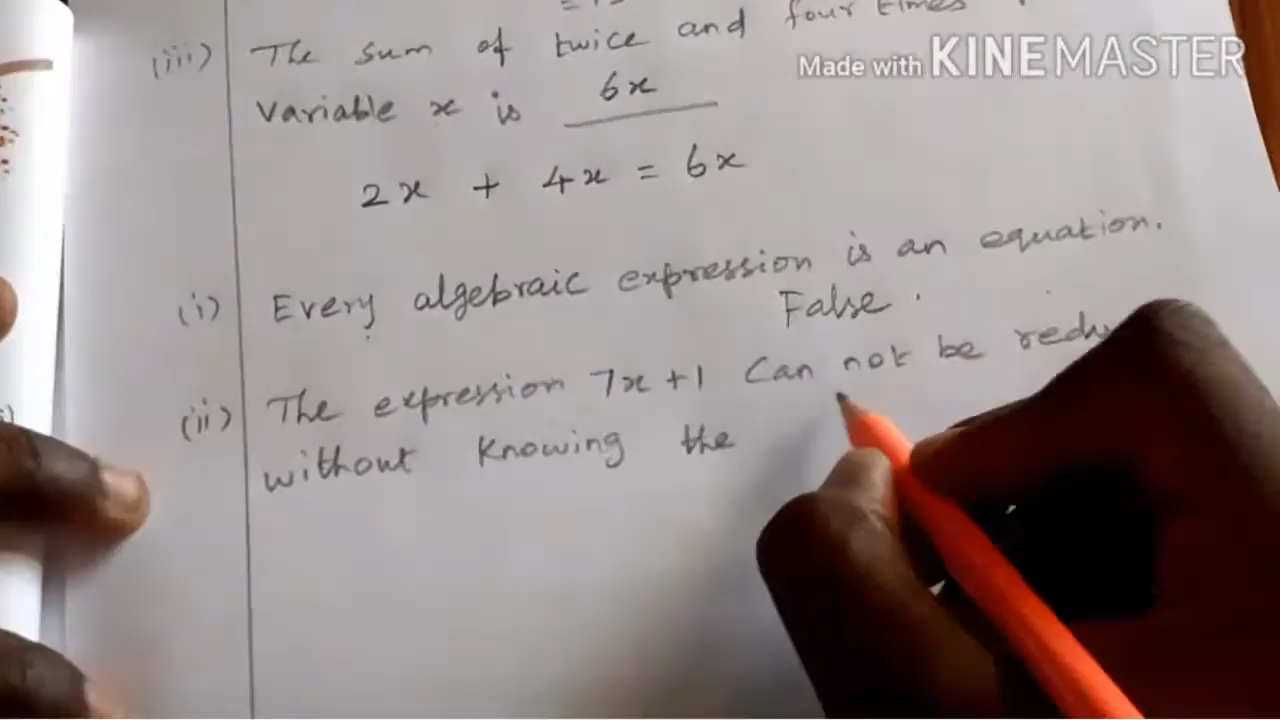 (iii) The sum of twice and four times
Made with KINEMASTER
variable x is 6x
2x + 4x = 6x
(i) Every algebraic expression is an equation.
False.
(ii) The expression 7x+1 Can not be
without knowing the